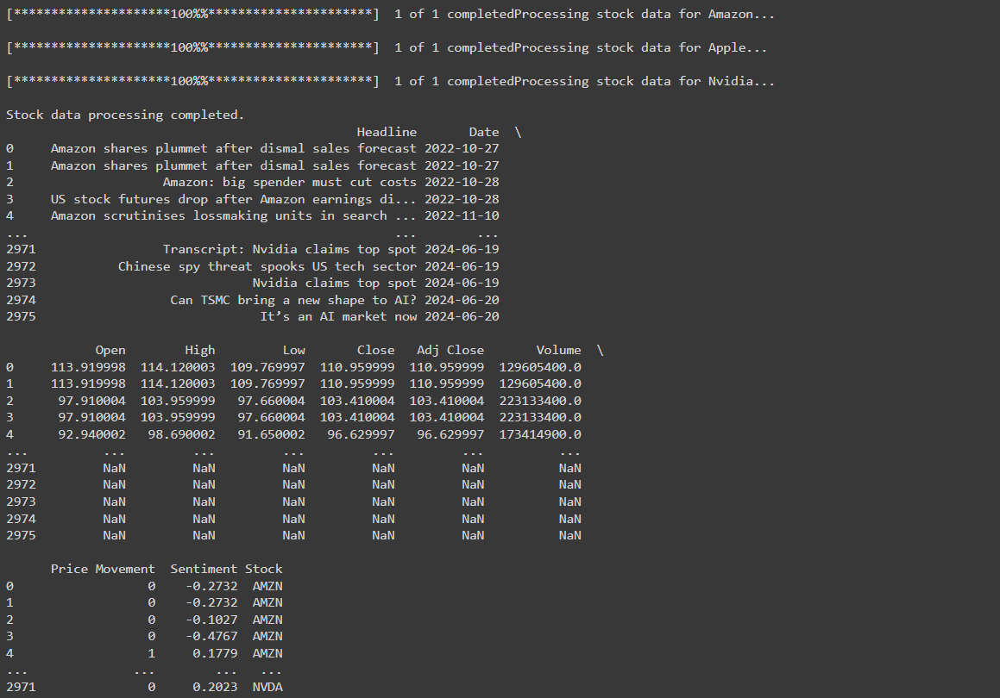 [*********************100%%**********************]  1 of 1 completedProcessing stock data for Amazon...
[*********************100%%**********************]  1 of 1 completedProcessing stock data for Apple...
[*********************100%%**********************]  1 of 1 completedProcessing stock data for Nvidia...
Stock data processing completed.
                                               Headline       Date  \
0     Amazon shares plummet after dismal sales forecast 2022-10-27
1     Amazon shares plummet after dismal sales forecast 2022-10-27
2                    Amazon: big spender must cut costs 2022-10-28
3     US stock futures drop after Amazon earnings di... 2022-10-28
4     Amazon scrutinises lossmaking units in search ... 2022-11-10
...                                                 ...        ...
2971                 Transcript: Nvidia claims top spot 2024-06-19
2972           Chinese spy threat spooks US tech sector 2024-06-19
2973                             Nvidia claims top spot 2024-06-19
2974                  Can TSMC bring a new shape to AI? 2024-06-20
2975                              It’s an AI market now 2024-06-20
            Open        High         Low       Close   Adj Close       Volume  \
0     113.919998  114.120003  109.769997  110.959999  110.959999  129605400.0
1     113.919998  114.120003  109.769997  110.959999  110.959999  129605400.0
2      97.910004  103.959999   97.660004  103.410004  103.410004  223133400.0
3      97.910004  103.959999   97.660004  103.410004  103.410004  223133400.0
4      92.940002   98.690002   91.650002   96.629997   96.629997  173414900.0
...          ...         ...         ...         ...         ...          ...
2971         NaN         NaN         NaN         NaN         NaN          NaN
2972         NaN         NaN         NaN         NaN         NaN          NaN
2973         NaN         NaN         NaN         NaN         NaN          NaN
2974         NaN         NaN         NaN         NaN         NaN          NaN
2975         NaN         NaN         NaN         NaN         NaN          NaN
      Price Movement  Sentiment Stock
0                  0    -0.2732  AMZN
1                  0    -0.2732  AMZN
2                  0    -0.1027  AMZN
3                  0    -0.4767  AMZN
4                  1     0.1779  AMZN
...              ...        ...   ...
2971               0     0.2023  NVDA